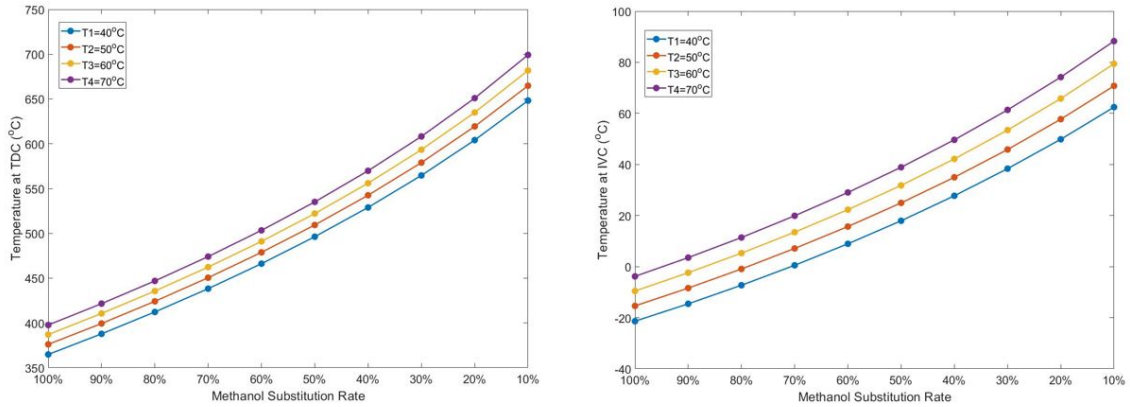 750
700
650
600
550
500
450
400
350
Temperature at TDC (°C)
T1=40°C
T2=50°C
T3=60°C
T4=70°C
100% 90% 80% 70% 60% 50% 40% 30% 20% 10%
Methanol Substitution Rate
100
80
60
40
20
0
-20
-40
Temperature at IVC (°C)
T1=40°C
T2=50°C
T3=60°C
T4=70°C
100% 90% 80% 70% 60% 50% 40% 30% 20% 10%
Methanol Substitution Rate